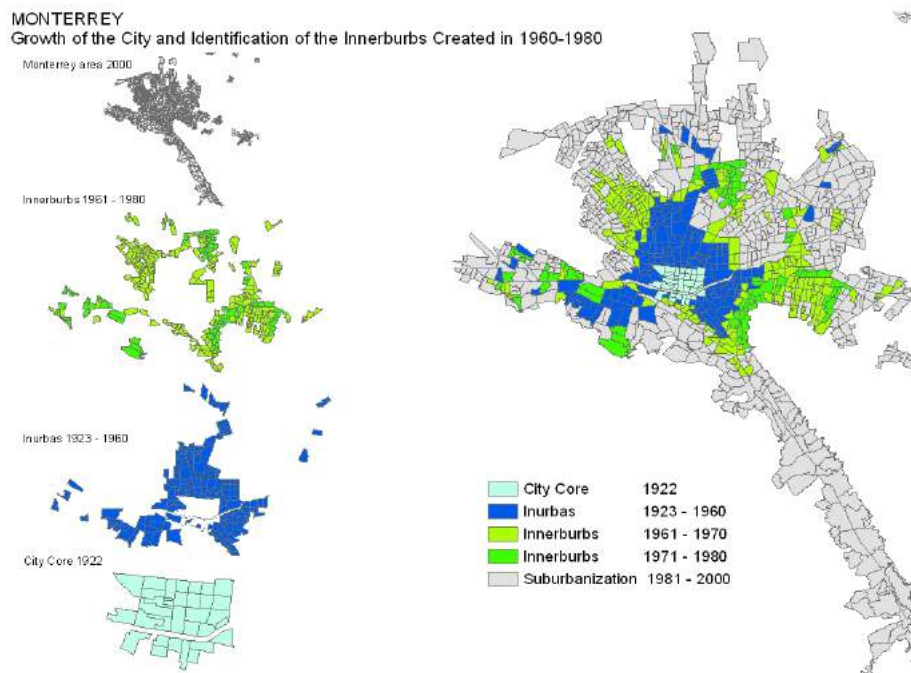 MONTERREY
Growth of the City and Identification of the Innerburbs Created in 1960-1980
Monterrey area 2000
Innerburbs 1961 - 1980
Inurbas 1923 - 1960
City Core 1922
City Core 1922
Inurbas 1923 - 1960
Innerburbs 1961 - 1970
Innerburbs 1971 - 1980
Suburbanization 1981 - 2000